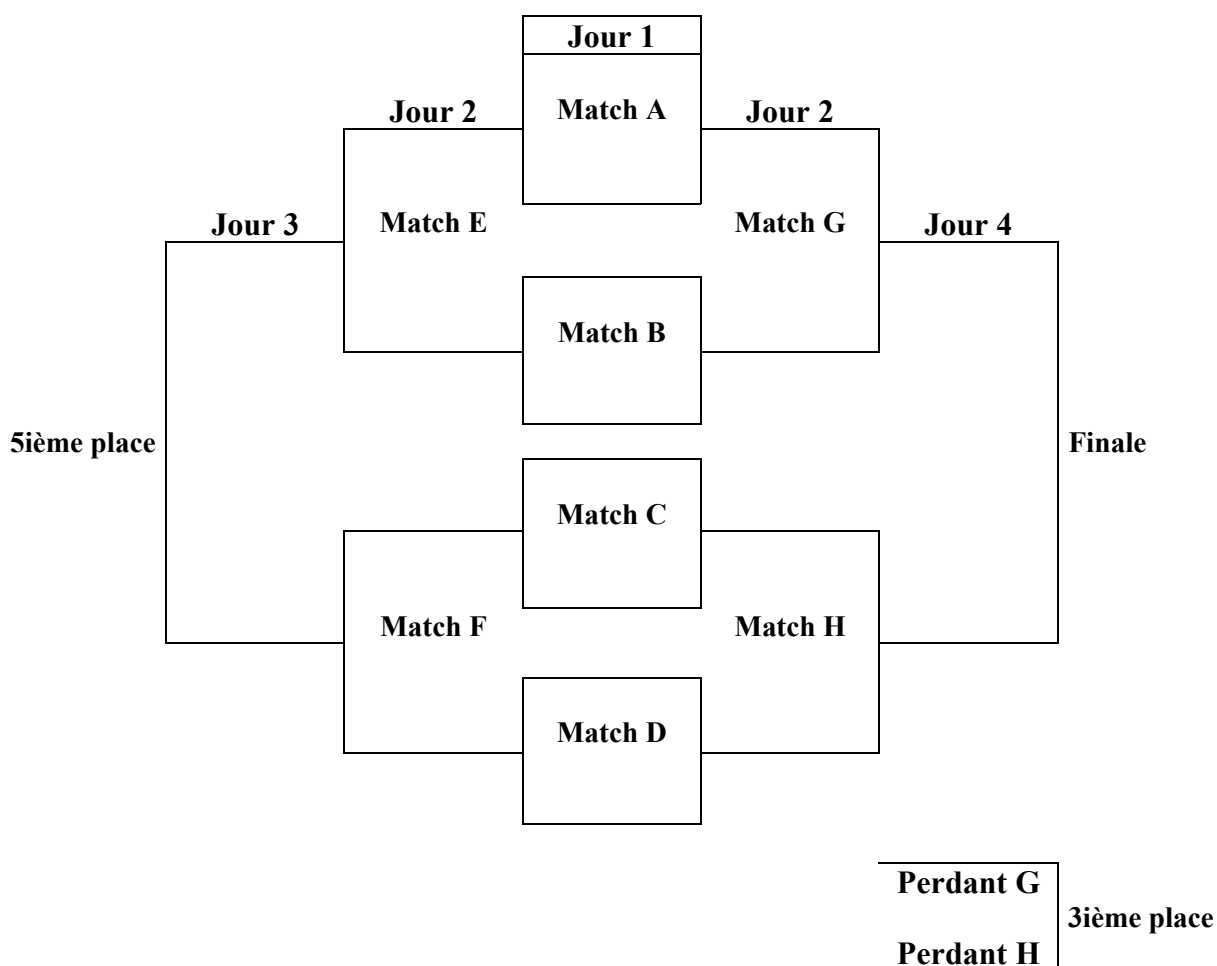 Jour 1
Jour 2
Match A
Jour 2
Jour 3
Match E
Match G
Jour 4
Match B
5ième place
Finale
Match C
Match F
Match H
Match D
Perdant G
3ième place
Perdant H